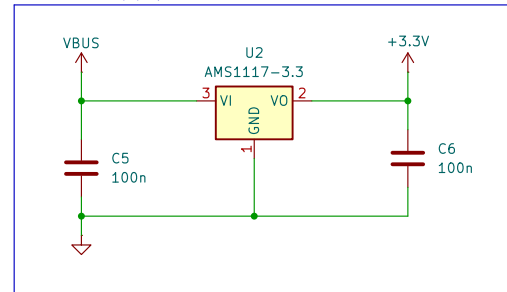 VBUS
+3.3V
U2
AMS1117-3.3
3
VI
VO
2
GND
1
C5
100n
C6
100n